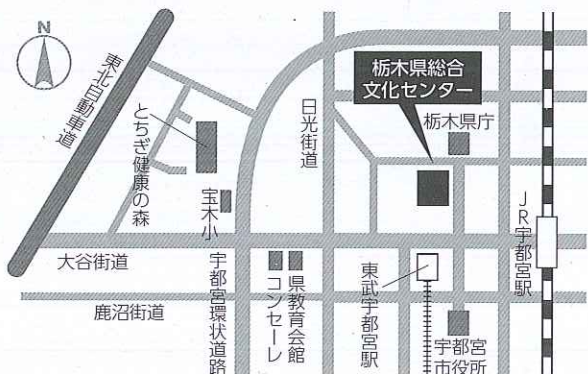 N
東北自動車道
とちぎ健康の森
宝木小
日光街道
栃木県総合
文化センター
栃木県庁
JR宇都宮駅
大谷街道
鹿沼街道
宇都宮環状道路
コンセーレ
県教育会館
東武宇都宮駅
宇都宮
市役所